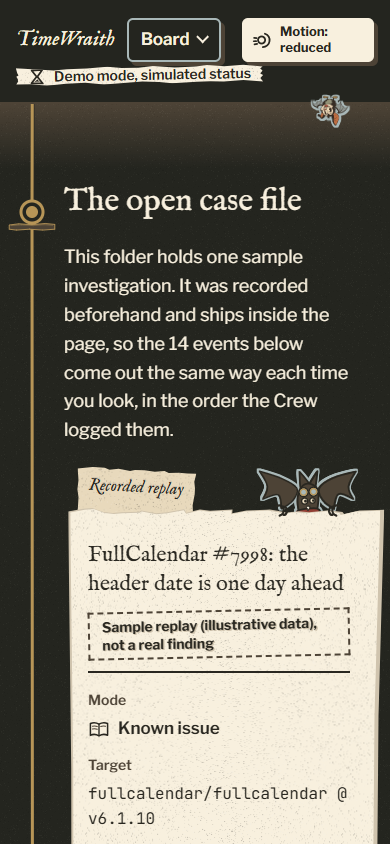 TimeWraith
Board
Motion:
reduced
Demo mode, simulated status
The open case file
This folder holds one sample
investigation. It was recorded
beforehand and ships inside the
page, so the 14 events below
come out the same way each time
you look, in the order the Crew
logged them.
Recorded replay
FullCalendar #7998: the
header date is one day ahead
Sample replay (illustrative data),
not a real finding
Mode
Known issue
Target
fullcalendar/fullcalendar @
v6.1.10